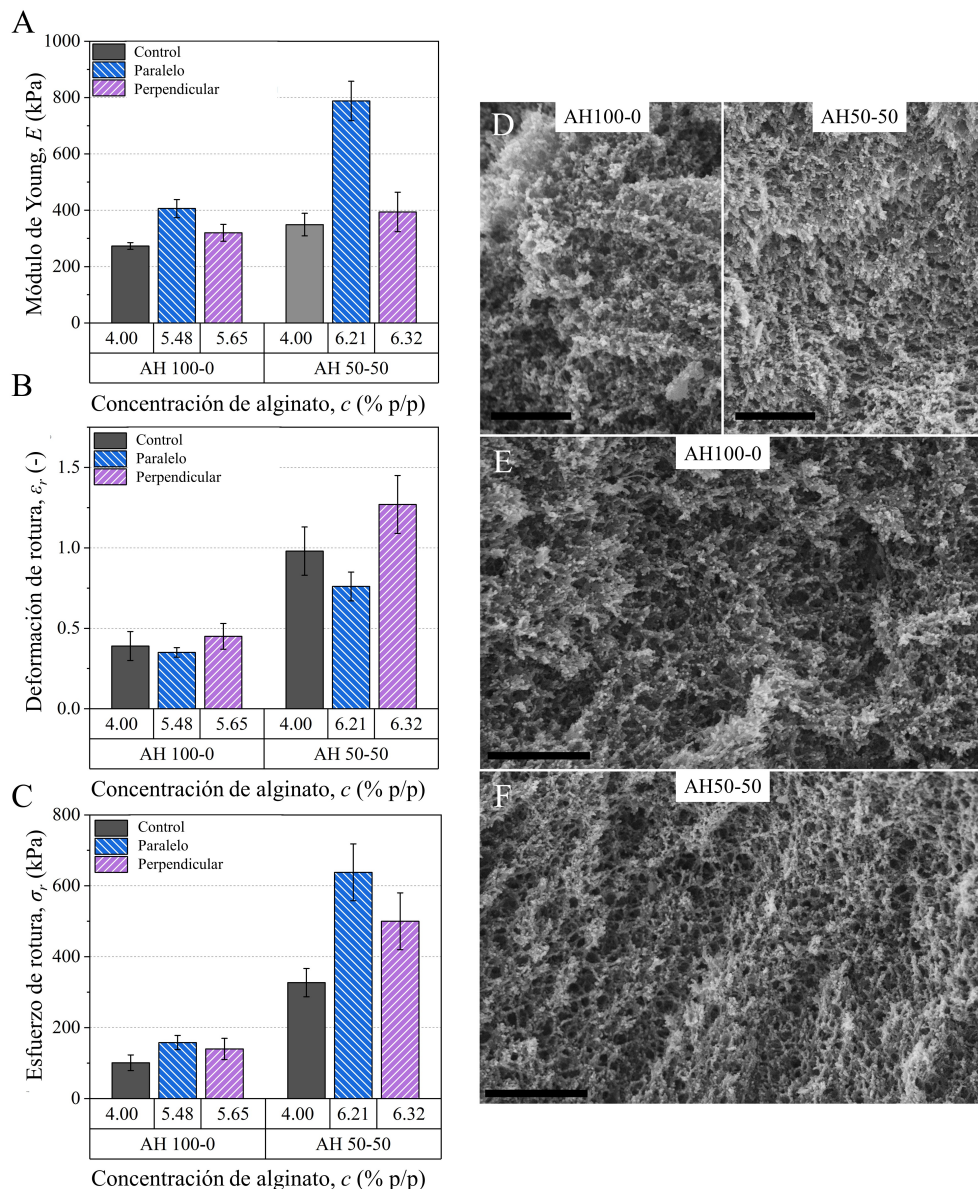 A
1000
800
600
400
200
0
Módulo de Young, E (kPa)
Control
Paralelo
Perpendicular
4.00 5.48 5.65 4.00 6.21 6.32
AH 100-0 AH 50-50
Concentración de alginato, c (% p/p)
B
1.5
1.0
0.5
0.0
Deformación de rotura, εr (-)
Control
Paralelo
Perpendicular
4.00 5.48 5.65 4.00 6.21 6.32
AH 100-0 AH 50-50
Concentración de alginato, c (% p/p)
C
800
600
400
200
0
Esfuerzo de rotura, σr (kPa)
Control
Paralelo
Perpendicular
4.00 5.48 5.65 4.00 6.21 6.32
AH 100-0 AH 50-50
Concentración de alginato, c (% p/p)
D
AH100-0
AH50-50
E
AH100-0
F
AH50-50